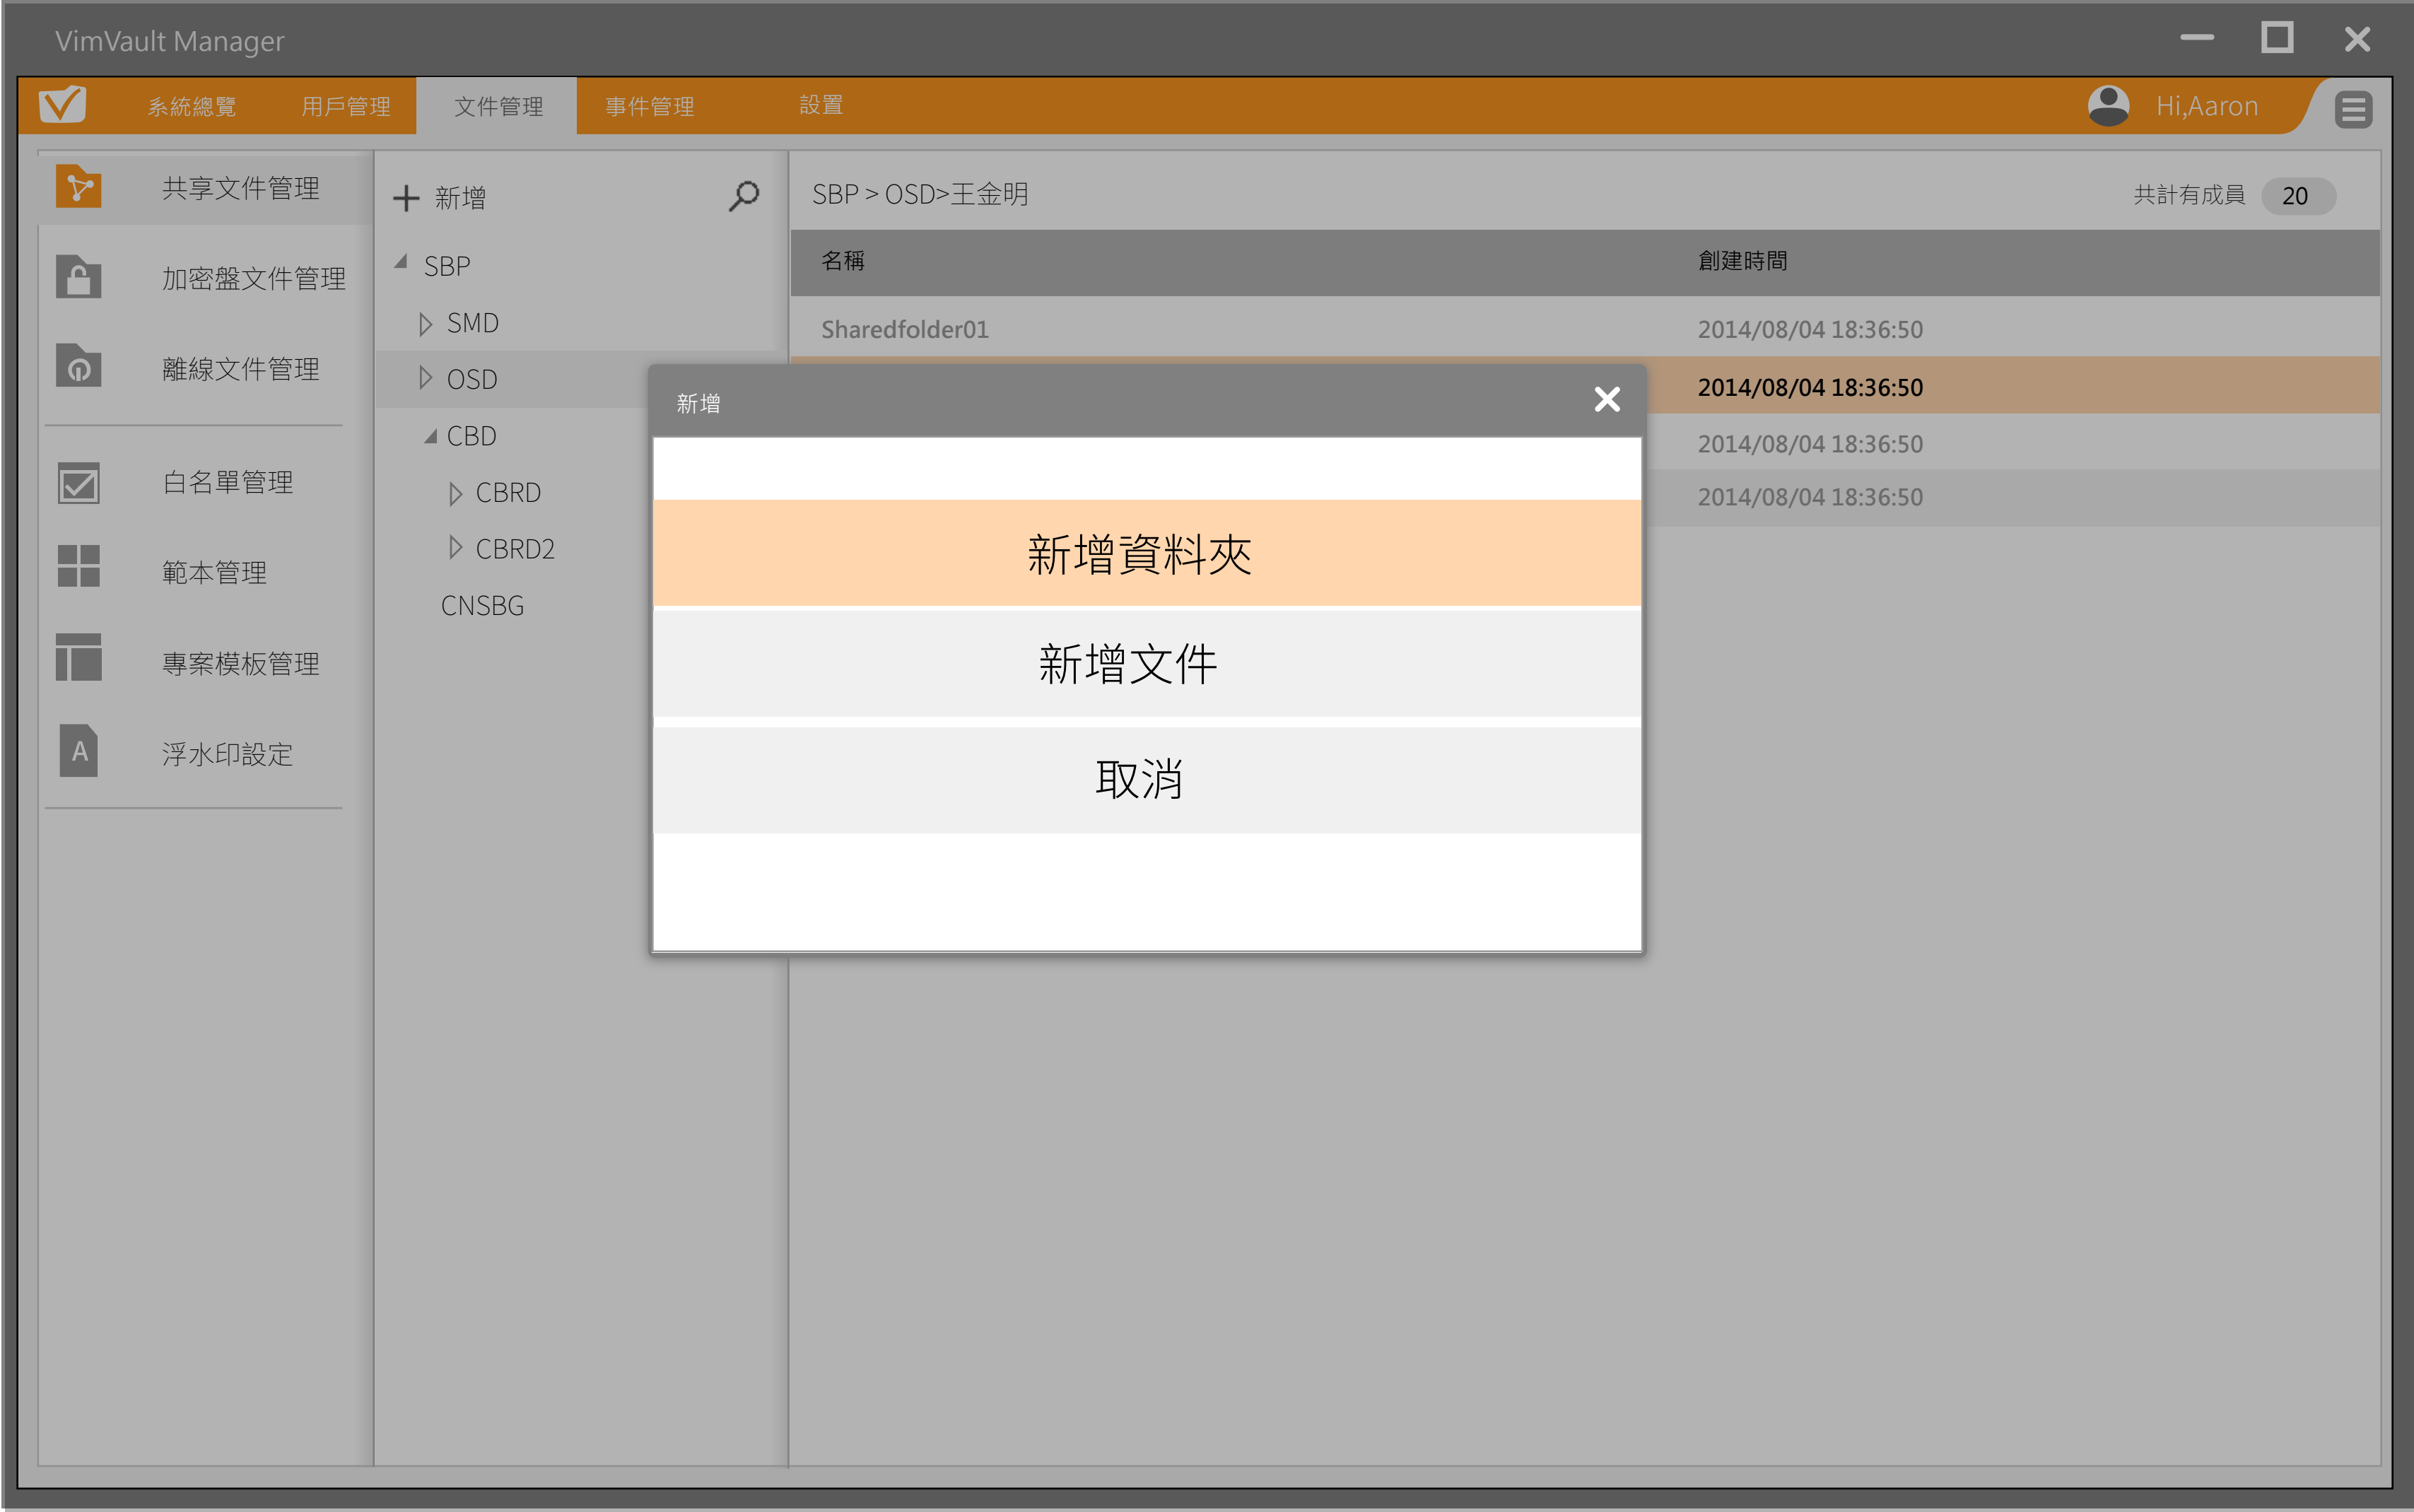 VimVault Manager
系統總覽 用戶管理 文件管理 事件管理 設置 Hi,Aaron
共享文件管理
加密盤文件管理
離線文件管理
白名單管理
範本管理
專案模板管理
A 浮水印設定
新增
SBP
SMD
OSD
CBD
CBRD
CBRD2
CNSBG
SBP > OSD>王金明 共計有成員 20
名稱 創建時間
Sharedfolder01 2014/08/04 18:36:50
2014/08/04 18:36:50
2014/08/04 18:36:50
2014/08/04 18:36:50
新增
新增資料夾
新增文件
取消